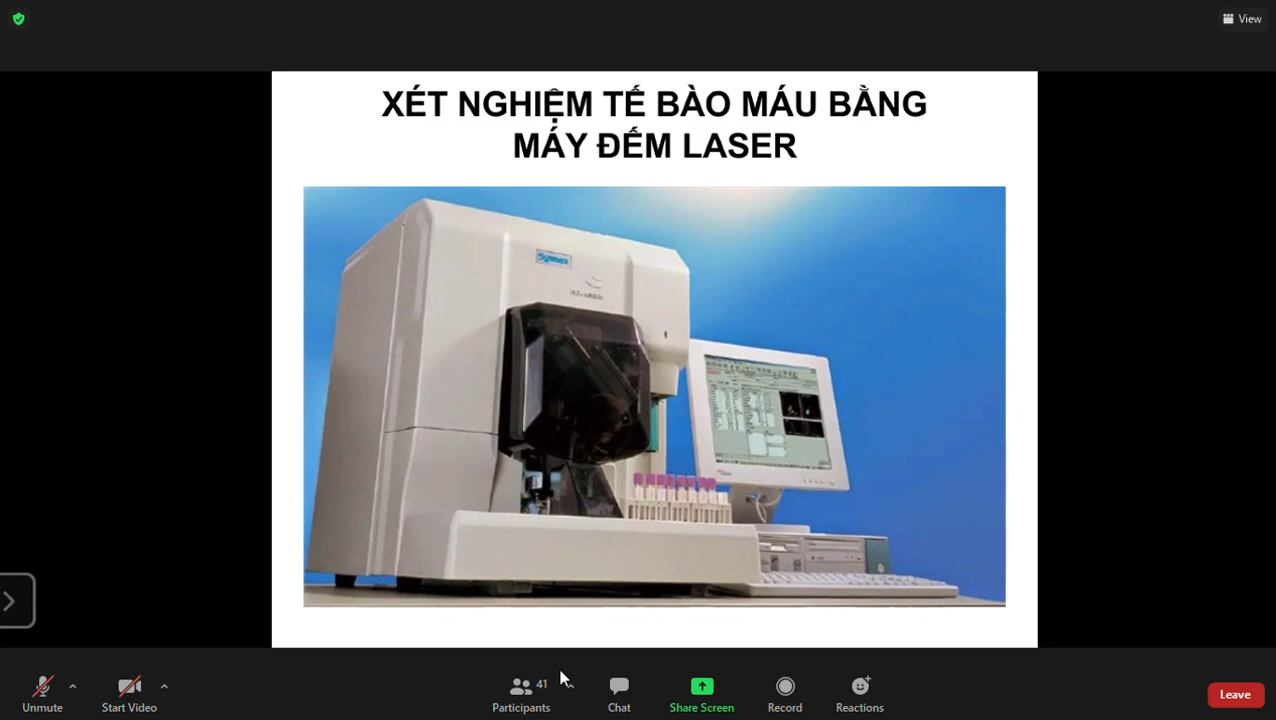 View
XÉT NGHIỆM TẾ BÀO MÁU BẰNG
MÁY ĐẾM LASER
Sysmex
Unmute
Start Video
41
Participants
Chat
Share Screen
Record
Reactions
Leave